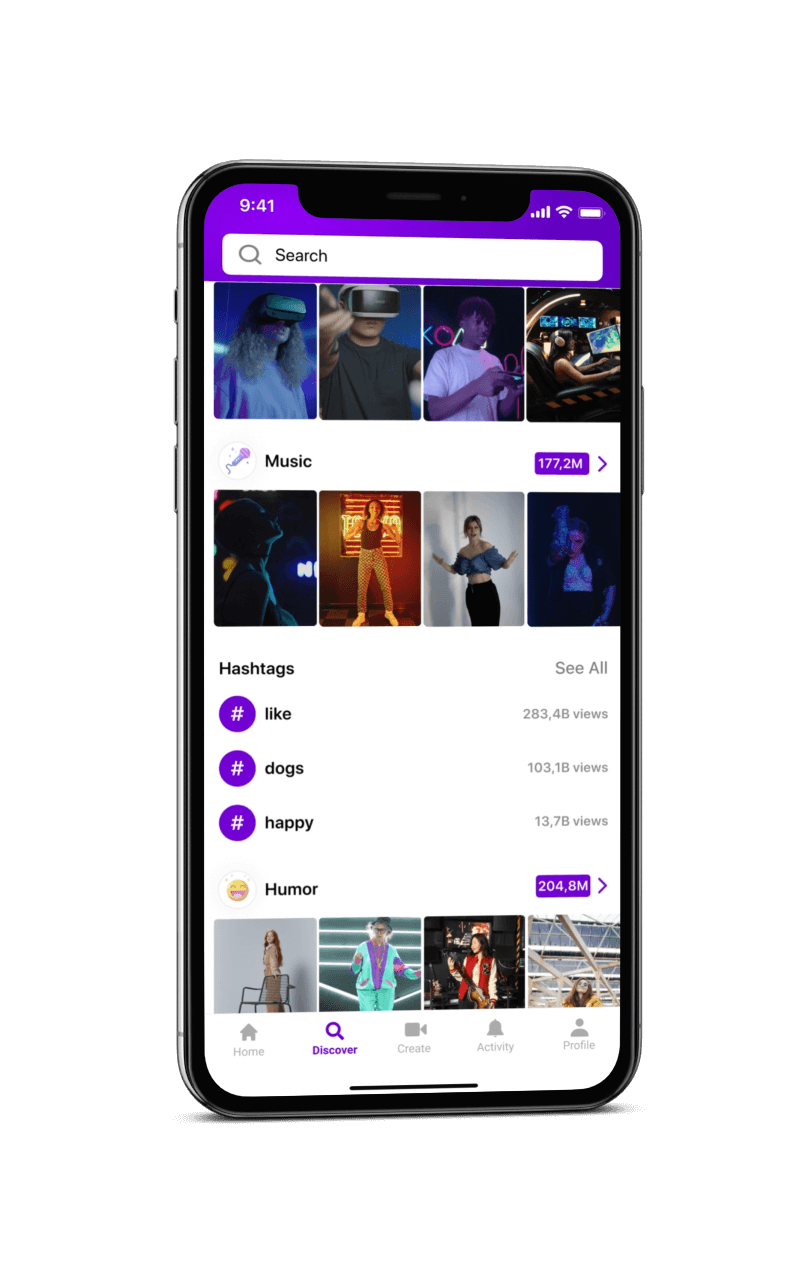 9:41
Search
Music
177,2M
Hashtags
See All
# like
283,4B views
# dogs
103,1B views
# happy
13,7B views
Humor
204,8M
Home
Discover
Create
Activity
Profile